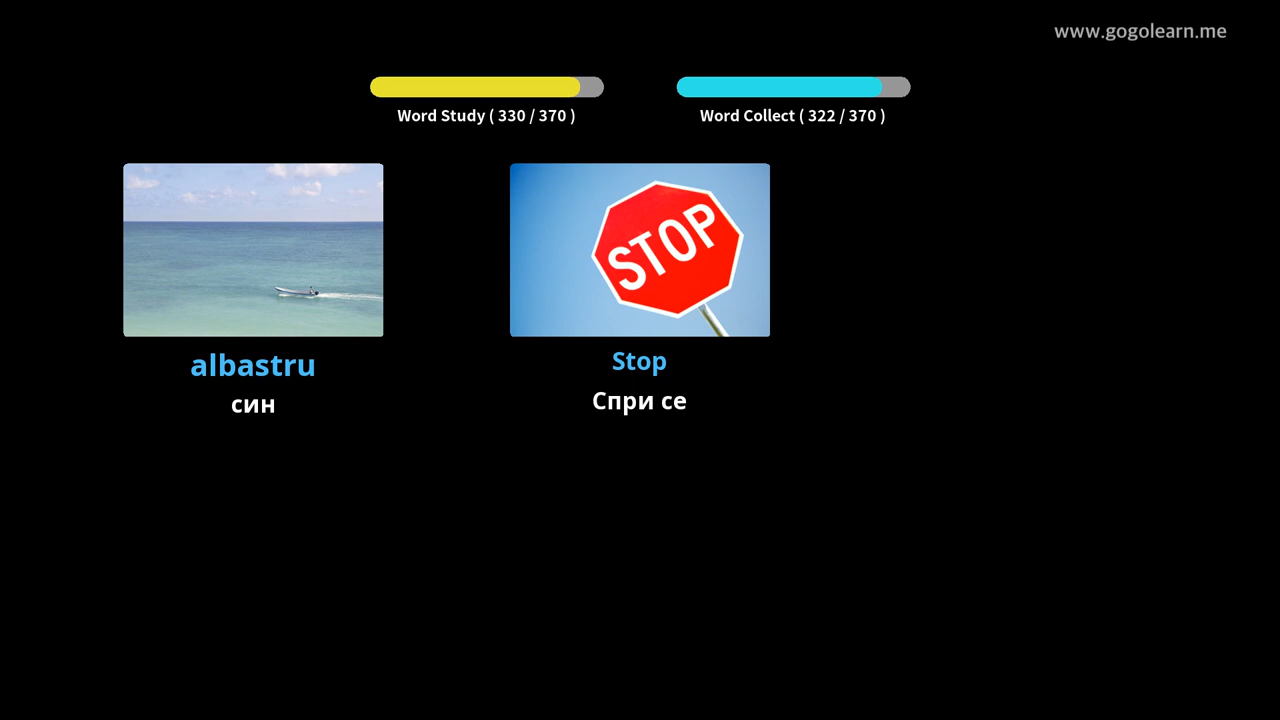 www.gogolearn.me
Word Study ( 330 / 370 )
Word Collect ( 322 / 370 )
STOP
albastru
син
Stop
Спри се